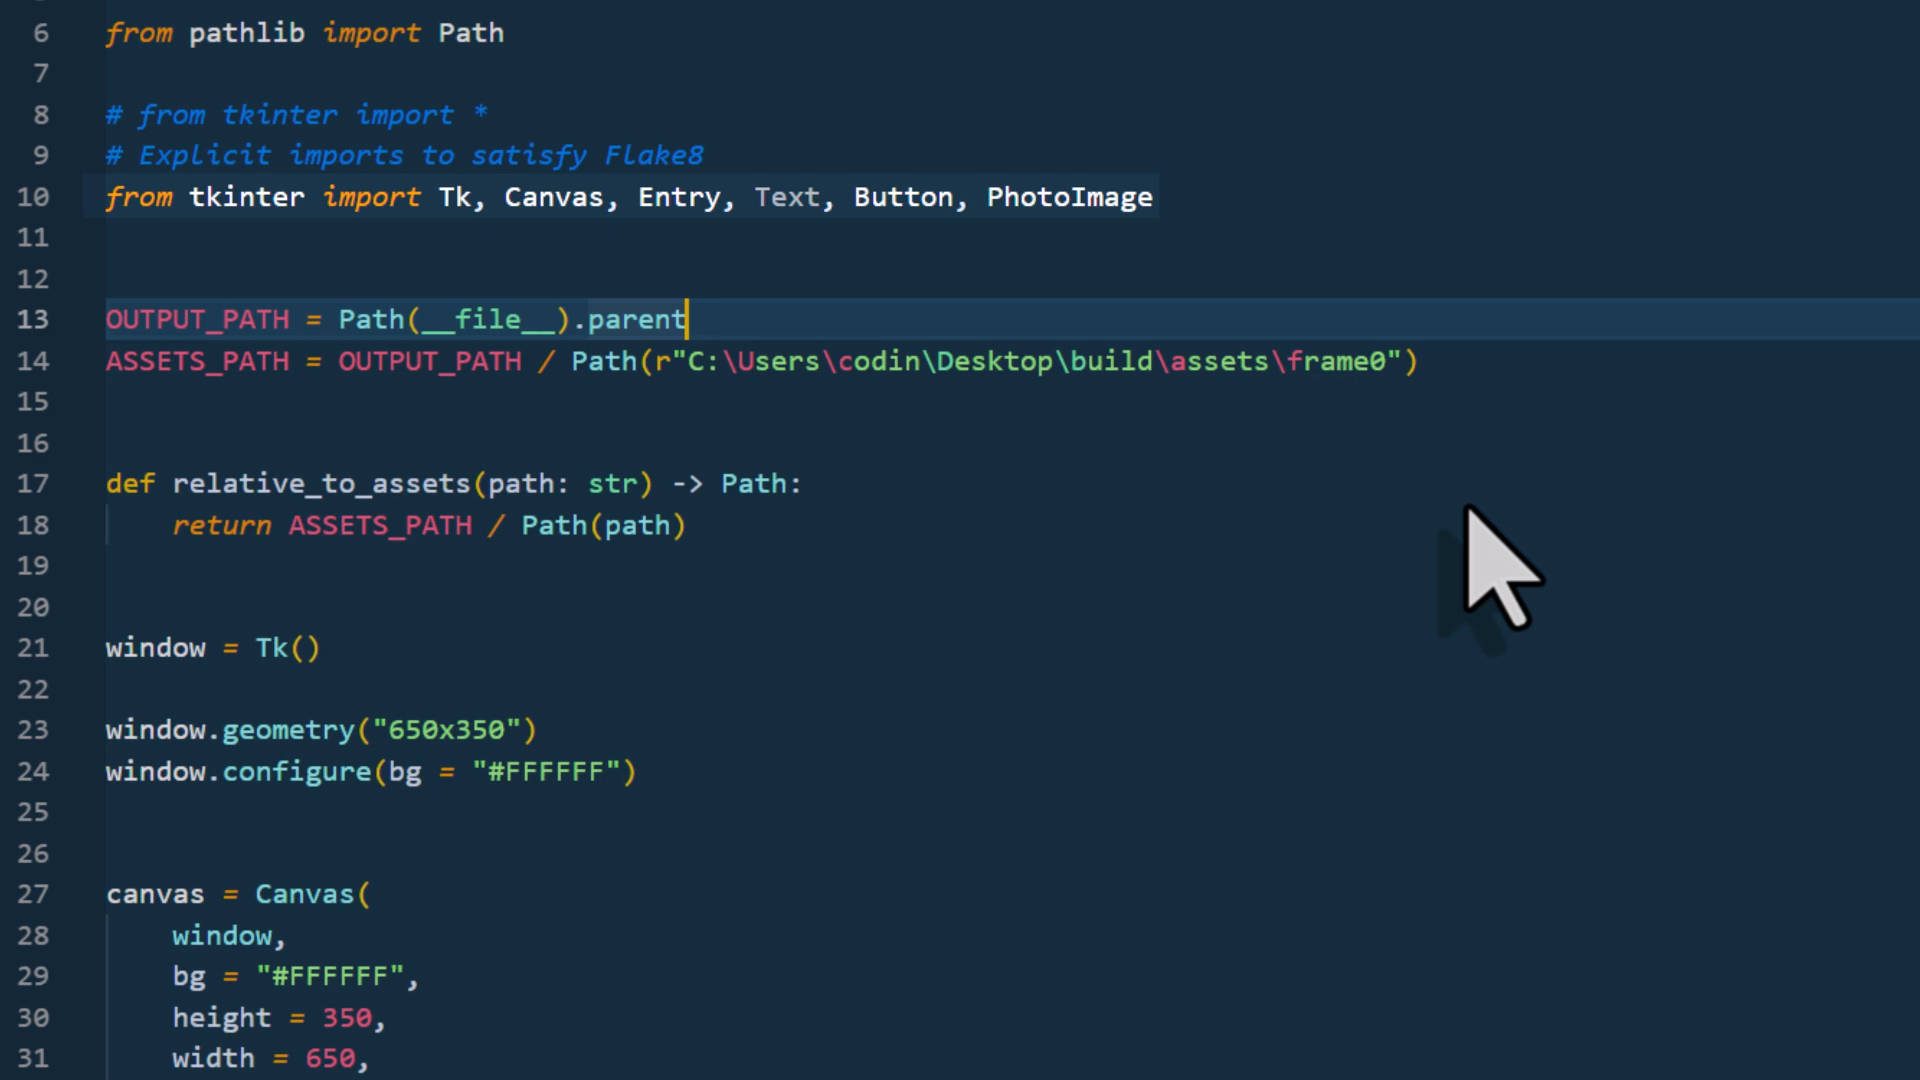 6 from pathlib import Path
7
8 # from tkinter import *
9 # Explicit imports to satisfy Flake8
10 from tkinter import Tk, Canvas, Entry, Text, Button, PhotoImage
11
12
13 OUTPUT_PATH = Path(__file__).parent
14 ASSETS_PATH = OUTPUT_PATH / Path(r"C:\Users\codin\Desktop\build\assets\frame0")
15
16
17 def relative_to_assets(path: str) -> Path:
18     return ASSETS_PATH / Path(path)
19
20
21 window = Tk()
22
23 window.geometry("650x350")
24 window.configure(bg = "#FFFFFF")
25
26
27 canvas = Canvas(
28     window,
29     bg = "#FFFFFF",
30     height = 350,
31     width = 650,